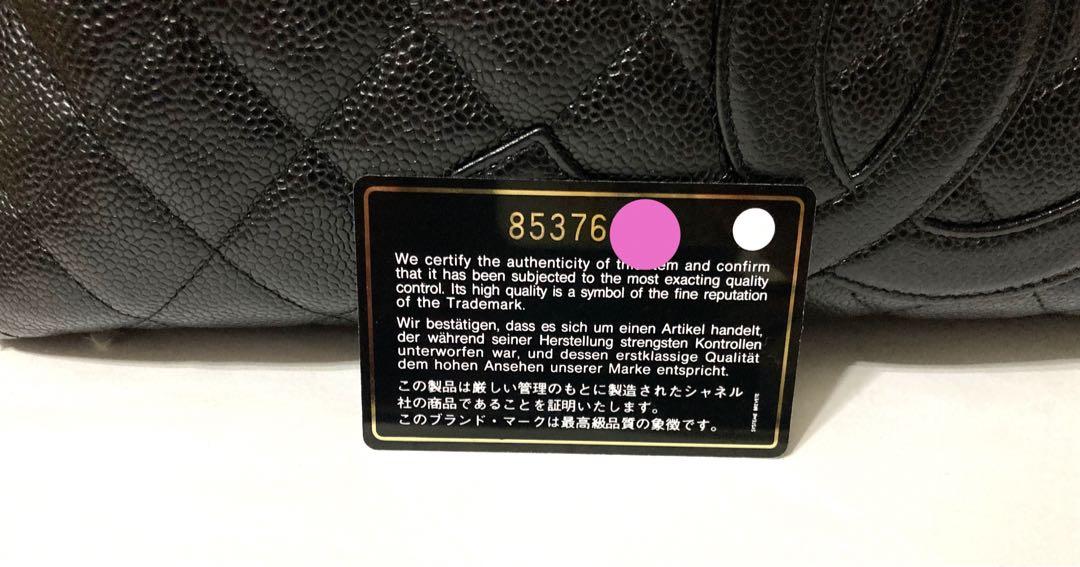 85376
We certify the authenticity of and confirm
that it has been subjected to the most exacting quality
control. Its high quality is a symbol of the fine reputation
of the Trademark.
Wir bestätigen, dass es sich um einen Artikel handelt,
der während seiner Herstellung strengsten Kontrollen
unterworfen war, und dessen erstklassige Qualität
dem hohen Ansehen unserer Marke entspricht.
この製品は厳しい管理のもとに製造されたシャネル
社の商品であることを証明いたします。
このブランド・マークは最高級品質の象徴です。
SYSTEME BREVETE